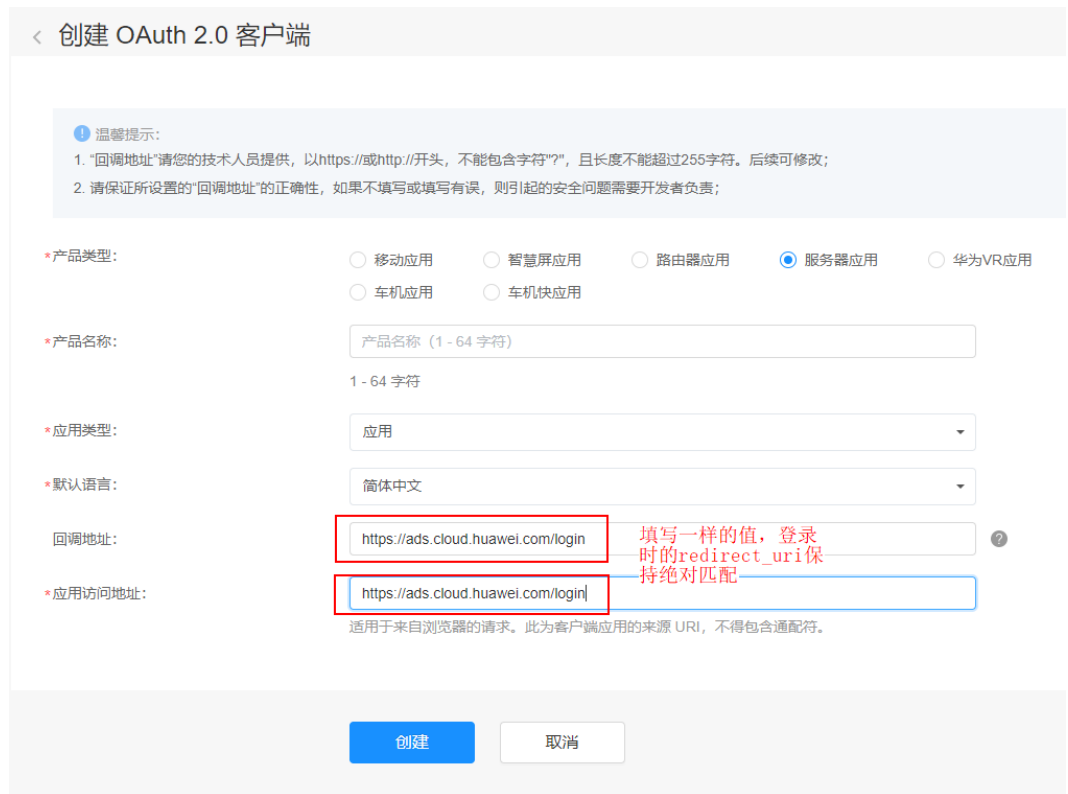 创建 OAuth 2.0 客户端
温馨提示：
1. “回调地址”请您的技术人员提供，以https://或http://开头，不能包含字符"?"，且长度不能超过255字符。后续可修改；
2. 请保证所设置的“回调地址”的正确性，如果不填写或填写有误，则引起的安全问题需要开发者负责；
*产品类型：
移动应用 智慧屏应用 路由器应用 服务器应用 华为VR应用
车机应用 车机快应用
*产品名称：
产品名称（1 - 64 字符）
1 - 64 字符
*应用类型：
应用
*默认语言：
简体中文
回调地址：
https://ads.cloud.huawei.com/login
填写一样的值，登录
时的redirect_uri保
持绝对匹配
*应用访问地址：
https://ads.cloud.huawei.com/login
适用于来自浏览器的请求。此为客户端应用的来源 URI，不得包含通配符。
创建 取消